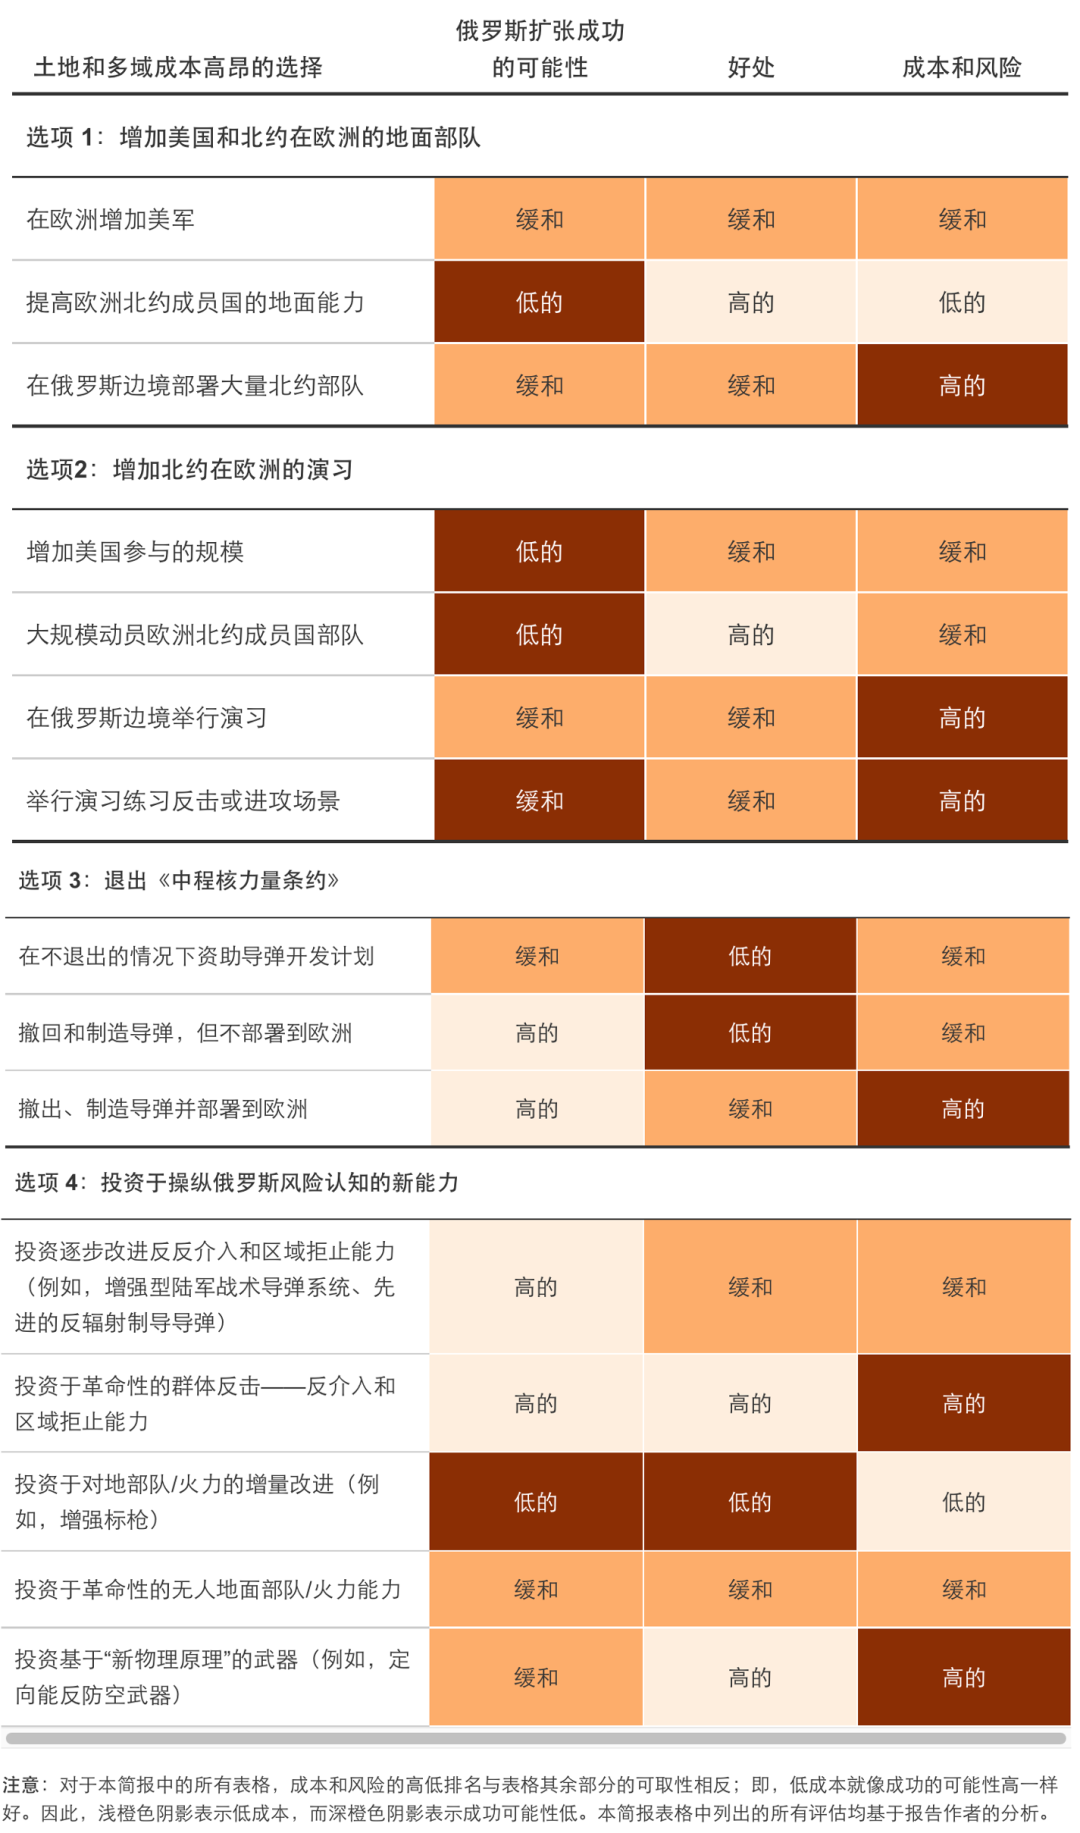 俄罗斯扩张成功
土地和多域成本高昂的选择 的可能性 好处 成本和风险
选项 1：增加美国和北约在欧洲的地面部队
在欧洲增加美军 缓和 缓和 缓和
提高欧洲北约成员国的地面能力 低的 高的 低的
在俄罗斯边境部署大量北约部队 缓和 缓和 高的
选项2：增加北约在欧洲的演习
增加美国参与的规模 低的 缓和 缓和
大规模动员欧洲北约成员国部队 低的 高的 缓和
在俄罗斯边境举行演习 缓和 缓和 高的
举行演习练习反击或进攻场景 缓和 缓和 高的
选项 3：退出《中程核力量条约》
在不退出的情况下资助导弹开发计划 缓和 低的 缓和
撤回和制造导弹，但不部署到欧洲 高的 低的 缓和
撤出、制造导弹并部署到欧洲 高的 缓和 高的
选项 4：投资于操纵俄罗斯风险认知的新能力
投资逐步改进反反介入和区域拒止能力
（例如，增强型陆军战术导弹系统、先 高的 缓和 缓和
进的反辐射制导导弹）
投资于革命性的群体反击——反介入和
区域拒止能力 高的 高的 高的
投资于对地部队/火力的增量改进（例
如，增强标枪） 低的 低的 低的
投资于革命性的无人地面部队/火力能力 缓和 缓和 缓和
投资基于“新物理原理”的武器（例如，定
向能反防空武器） 缓和 高的 高的
注意：对于本简报中的所有表格，成本和风险的高低排名与表格其余部分的可取性相反；即，低成本就像成功的可能性高一样
好。因此，浅橙色阴影表示低成本，而深橙色阴影表示成功可能性低。本简报表格中列出的所有评估均基于报告作者的分析。